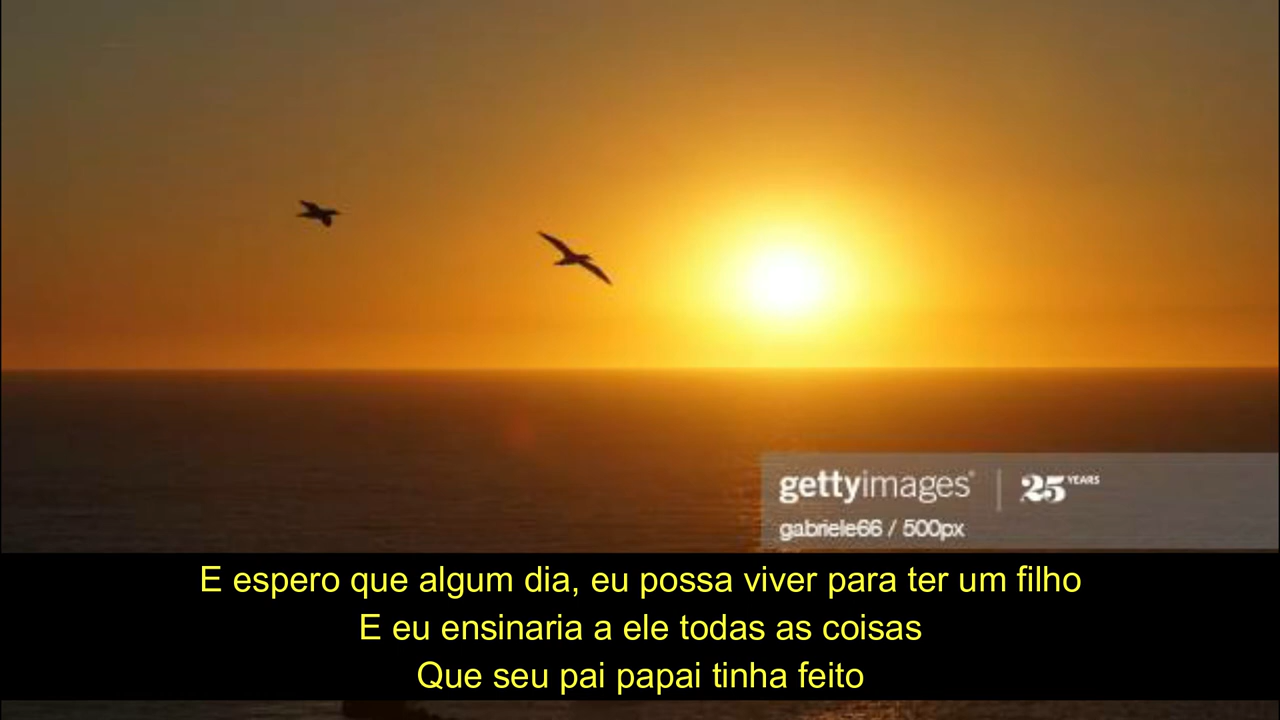 gettyimages® | 25 YEARS
gabriele66 / 500px
E espero que algum dia, eu possa viver para ter um filho
E eu ensinaria a ele todas as coisas
Que seu pai papai tinha feito